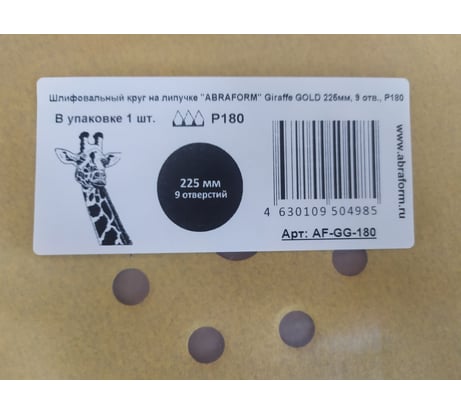 Шлифовальный круг на липучке "ABRAFORM" Giraffe GOLD 225мм, 9 отв., P180
В упаковке 1 шт. P180
225 мм
9 отверстий
4 630109 504985
Арт: AF-GG-180
www.abraform.ru